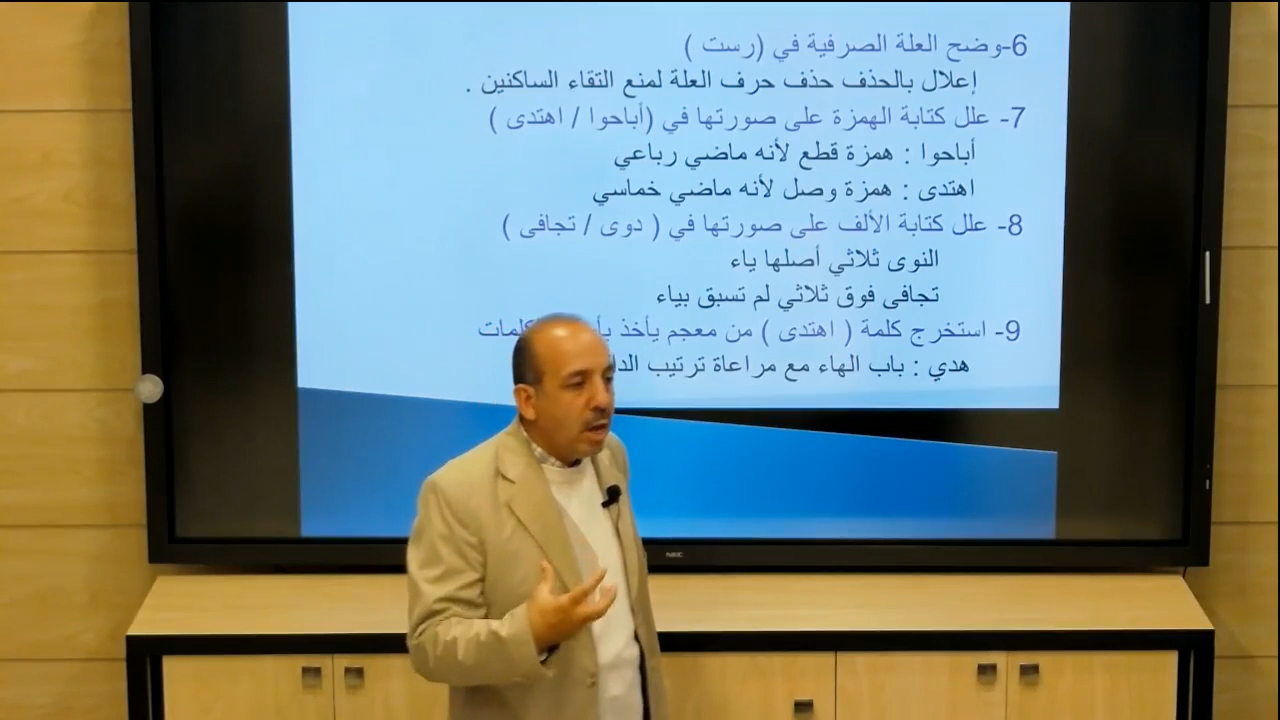 6-وضح العلة الصرفية في (رست )
إعلال بالحذف حذف حرف العلة لمنع التقاء الساكنين .
7- علل كتابة الهمزة على صورتها في (أباحوا / اهتدى )
أباحوا : همزة قطع لأنه ماضي رباعي
اهتدى : همزة وصل لأنه ماضي خماسي
8- علل كتابة الألف على صورتها في ( دوى / تجافى )
النوى ثلاثي أصلها ياء
تجافى فوق ثلاثي لم تسبق بياء
9- استخرج كلمة ( اهتدى ) من معجم يأخذ
هدي : باب الهاء مع مراعاة ترتيب
NEC